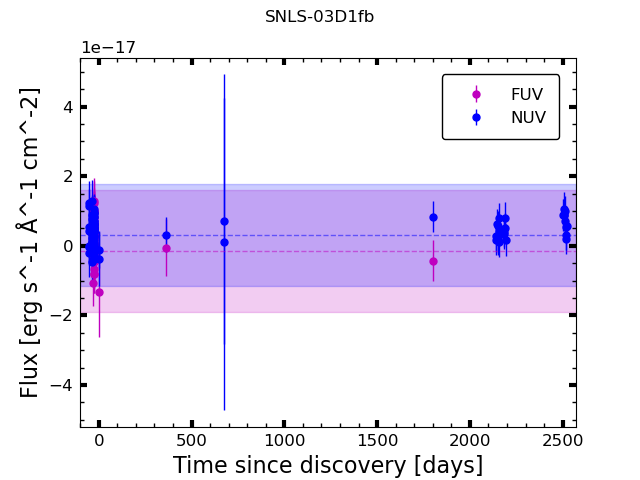 SNLS-03D1fb
1e−17
FUV
NUV
4
2
0
−2
−4
Flux [erg s^-1 Å^-1 cm^-2]
0 500 1000 1500 2000 2500
Time since discovery [days]